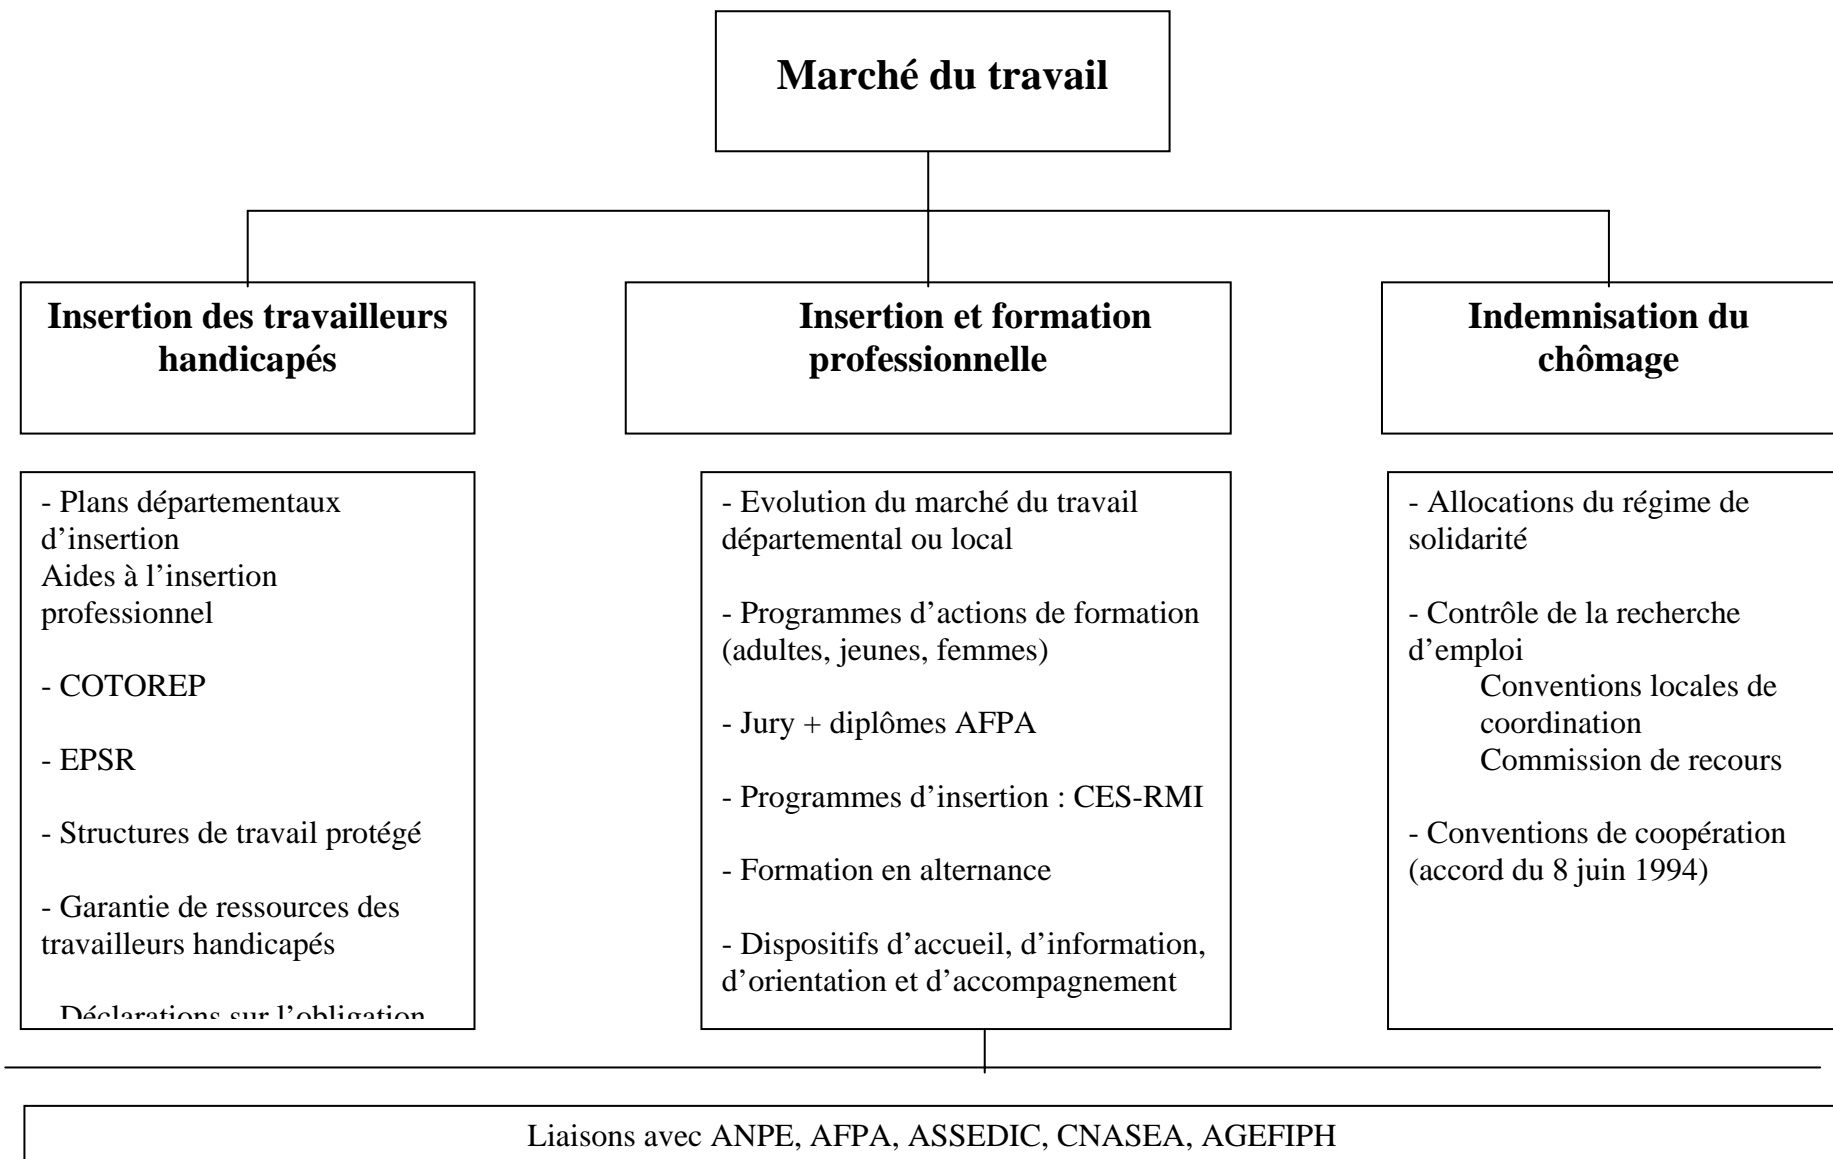 Marché du travail
Insertion des travailleurs
handicapés
Insertion et formation
professionnelle
Indemnisation du
chômage
- Plans départementaux
d’insertion
Aides à l’insertion
professionnel
- COTOREP
- EPSR
- Structures de travail protégé
- Garantie de ressources des
travailleurs handicapés
- Déclarations sur l’obligation
- Evolution du marché du travail
départemental ou local
- Programmes d’actions de formation
(adultes, jeunes, femmes)
- Jury + diplômes AFPA
- Programmes d’insertion : CES-RMI
- Formation en alternance
- Dispositifs d’accueil, d’information,
d’orientation et d’accompagnement
- Allocations du régime de
solidarité
- Contrôle de la recherche
d’emploi
Conventions locales de
coordination
Commission de recours
- Conventions de coopération
(accord du 8 juin 1994)
Liaisons avec ANPE, AFPA, ASSEDIC, CNASEA, AGEFIPH